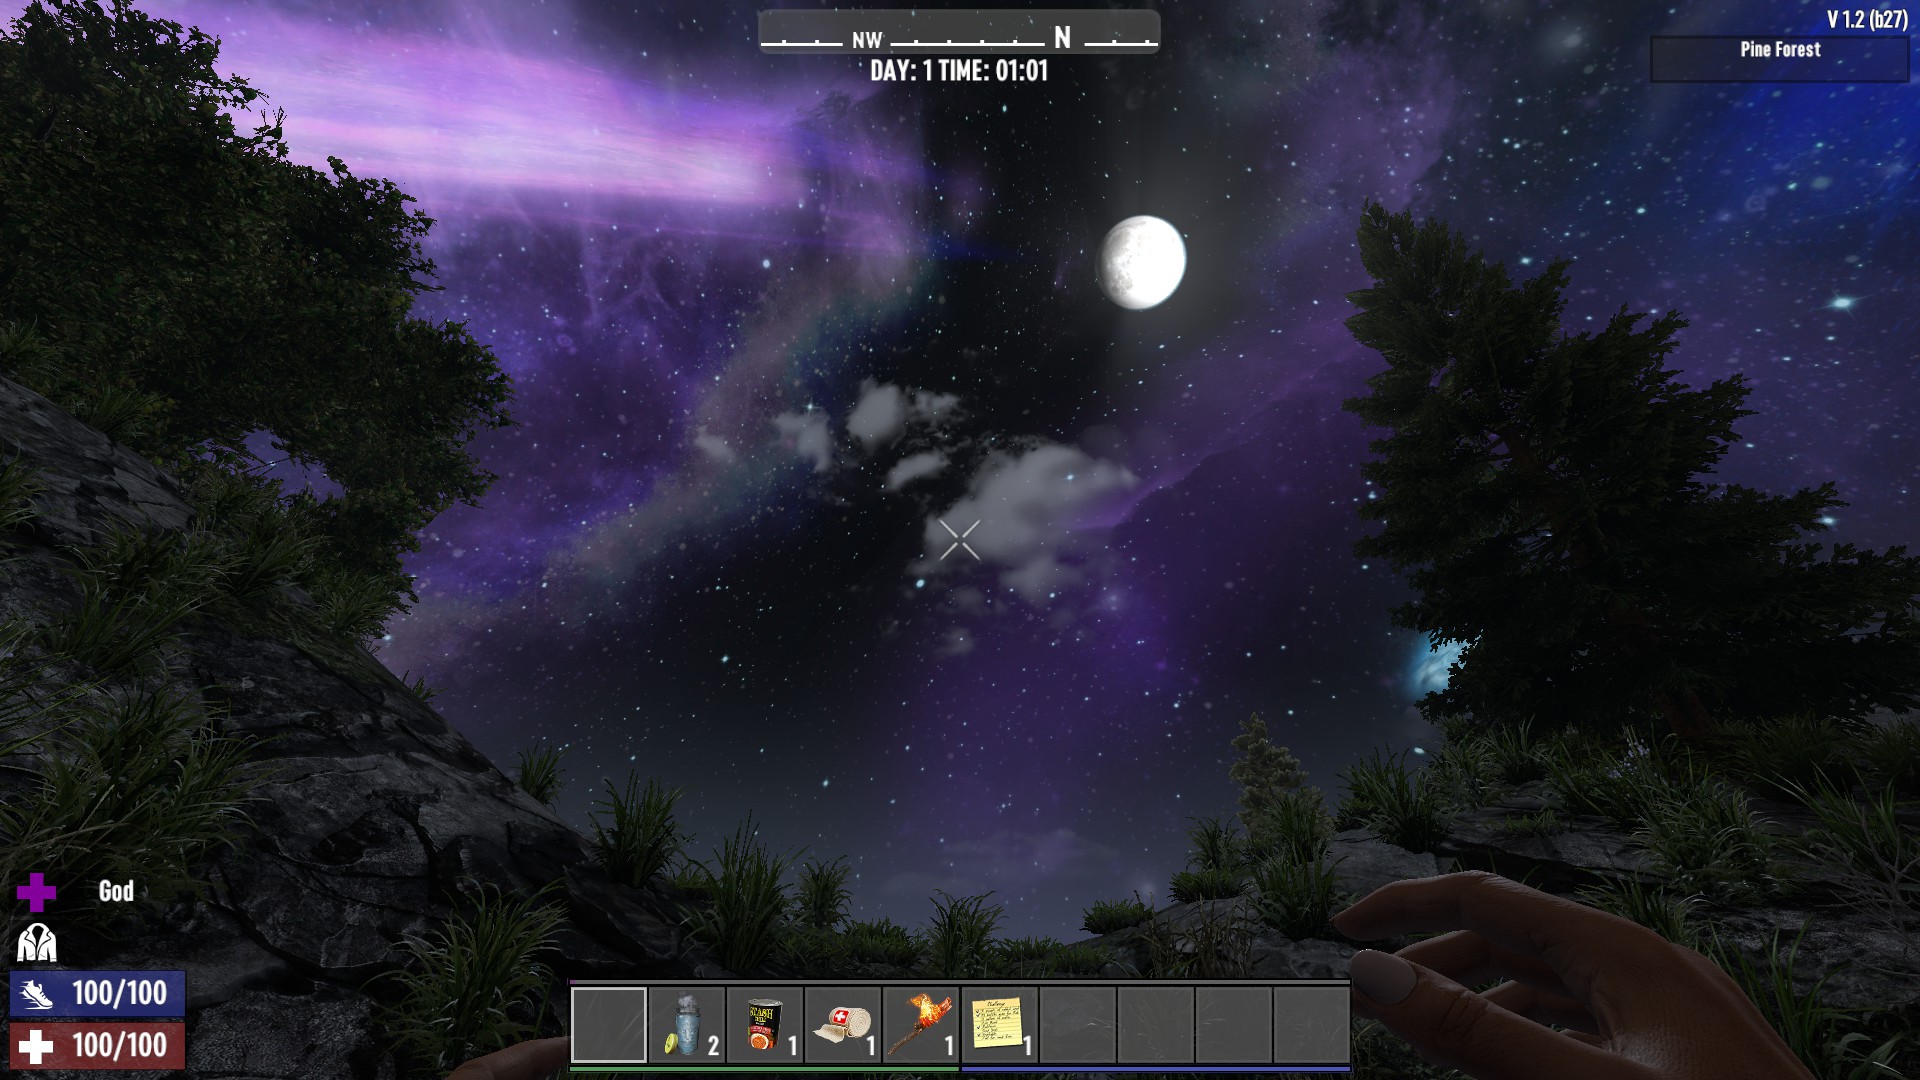 NW N
DAY: 1 TIME: 01:01
V 1.2 (b27)
Pine Forest
God
100/100
100/100
2 1 1 1 1